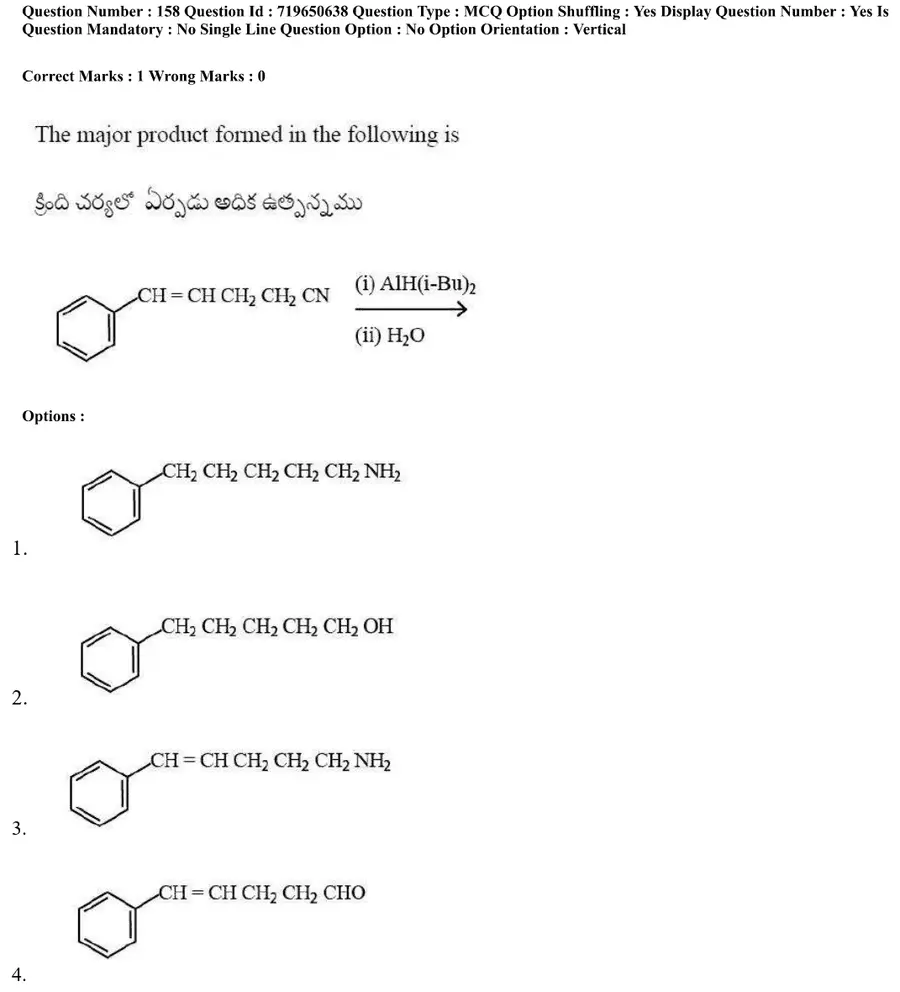 Question Number : 158 Question Id : 719650638 Question Type : MCQ Option Shuffling : Yes Display Question Number : Yes Is
Question Mandatory : No Single Line Question Option : No Option Orientation : Vertical
Correct Marks : 1 Wrong Marks : 0
The major product formed in the following is
క్రింది చర్యలో ఏర్పడు అధిక ఉత్పన్నము
CH = CH CH₂ CH₂ CN
(i) AlH(i-Bu)₂
(ii) H₂O
Options :
CH₂ CH₂ CH₂ CH₂ CH₂ NH₂
1.
CH₂ CH₂ CH₂ CH₂ CH₂ OH
2.
CH = CH CH₂ CH₂ CH₂ NH₂
3.
CH = CH CH₂ CH₂ CHO
4.